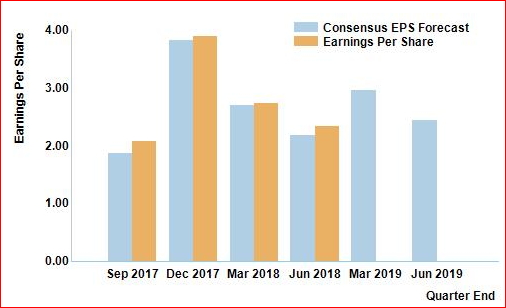 Earnings Per Share
4.00
3.00
2.00
1.00
0.00
Consensus EPS Forecast
Earnings Per Share
Sep 2017 Dec 2017 Mar 2018 Jun 2018 Mar 2019 Jun 2019
Quarter End